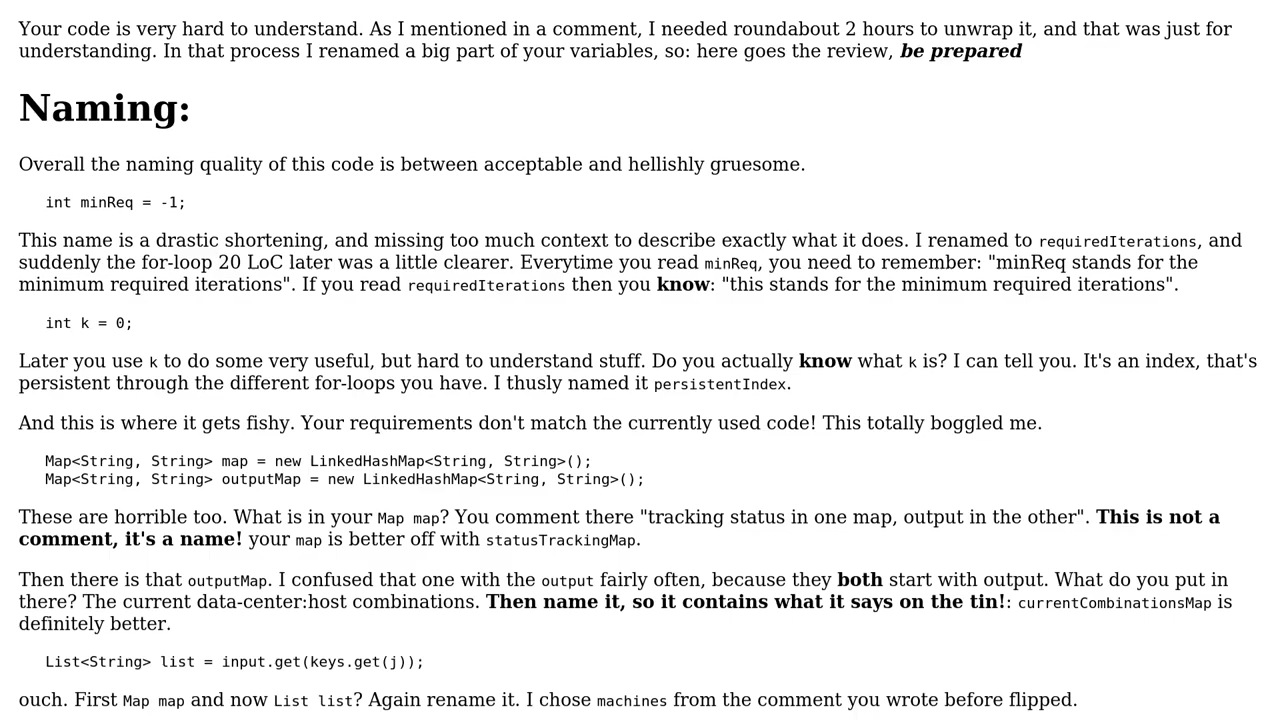 Your code is very hard to understand. As I mentioned in a comment, I needed roundabout 2 hours to unwrap it, and that was just for
understanding. In that process I renamed a big part of your variables, so: here goes the review, be prepared
Naming:
Overall the naming quality of this code is between acceptable and hellishly gruesome.
int minReq = -1;
This name is a drastic shortening, and missing too much context to describe exactly what it does. I renamed to requiredIterations, and
suddenly the for-loop 20 LoC later was a little clearer. Everytime you read minReq, you need to remember: "minReq stands for the
minimum required iterations". If you read requiredIterations then you know: "this stands for the minimum required iterations".
int k = 0;
Later you use k to do some very useful, but hard to understand stuff. Do you actually know what k is? I can tell you. It's an index, that's
persistent through the different for-loops you have. I thusly named it persistentIndex.
And this is where it gets fishy. Your requirements don't match the currently used code! This totally boggled me.
Map<String, String> map = new LinkedHashMap<String, String>();
Map<String, String> outputMap = new LinkedHashMap<String, String>();
These are horrible too. What is in your Map map? You comment there "tracking status in one map, output in the other". This is not a
comment, it's a name! your map is better off with statusTrackingMap.
Then there is that outputMap. I confused that one with the output fairly often, because they both start with output. What do you put in
there? The current data-center:host combinations. Then name it, so it contains what it says on the tin!: currentCombinationsMap is
definitely better.
List<String> list = input.get(keys.get(j));
ouch. First Map map and now List list? Again rename it. I chose machines from the comment you wrote before flipped.